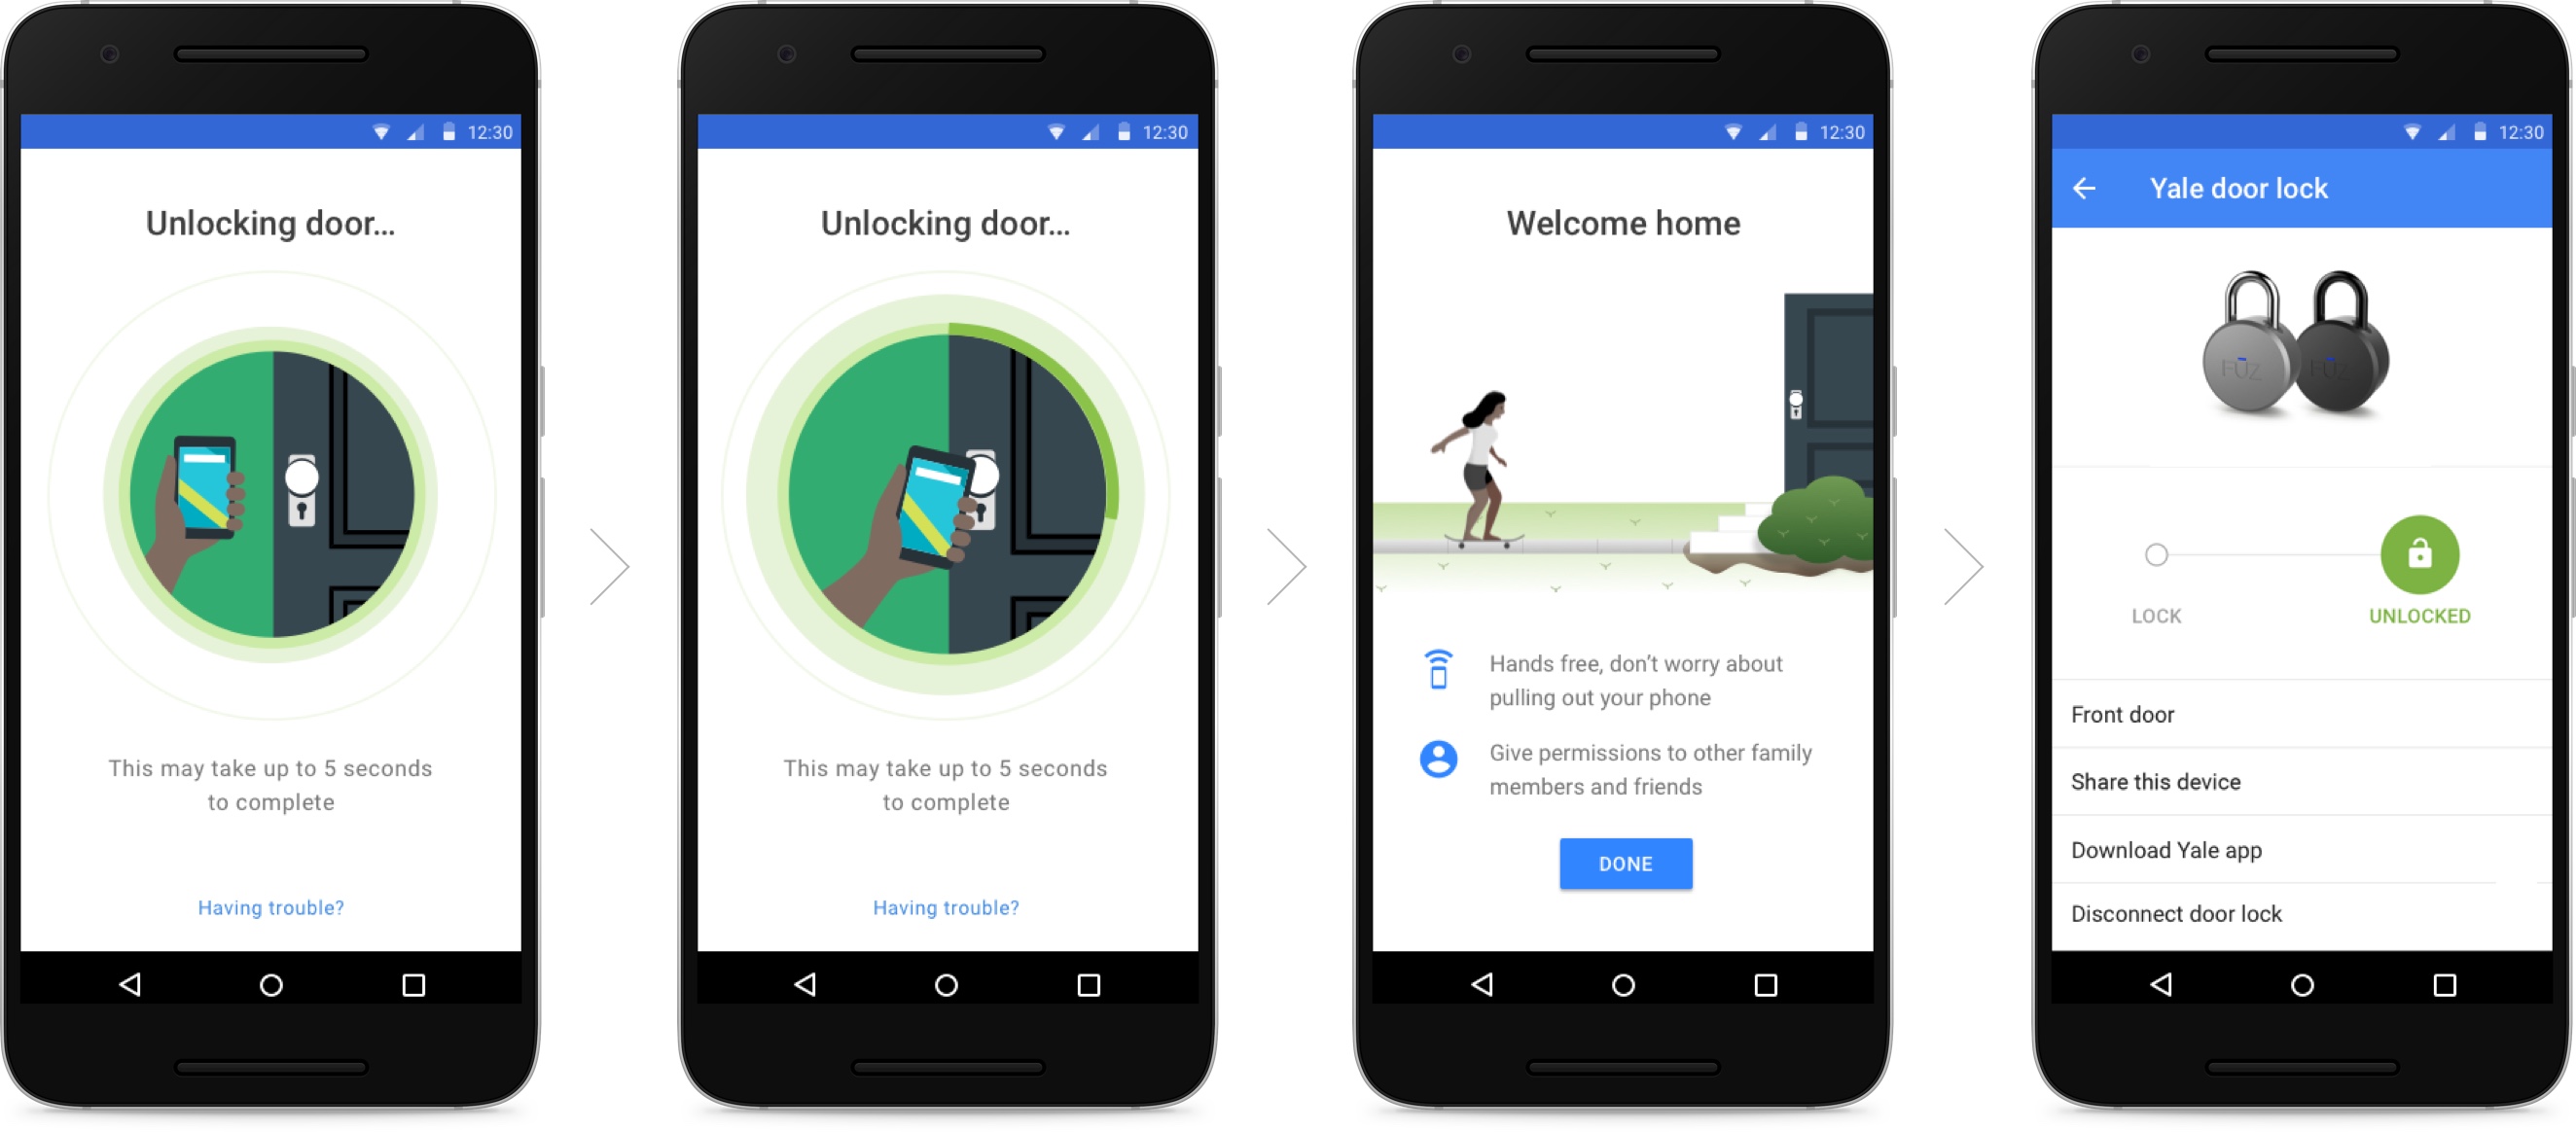 12:30
Unlocking door...
This may take up to 5 seconds
to complete
Having trouble?
12:30
Unlocking door...
This may take up to 5 seconds
to complete
Having trouble?
12:30
Welcome home
Hands free, don’t worry about
pulling out your phone
Give permissions to other family
members and friends
DONE
12:30
Yale door lock
FŪZ FŪZ
LOCK UNLOCKED
Front door
Share this device
Download Yale app
Disconnect door lock